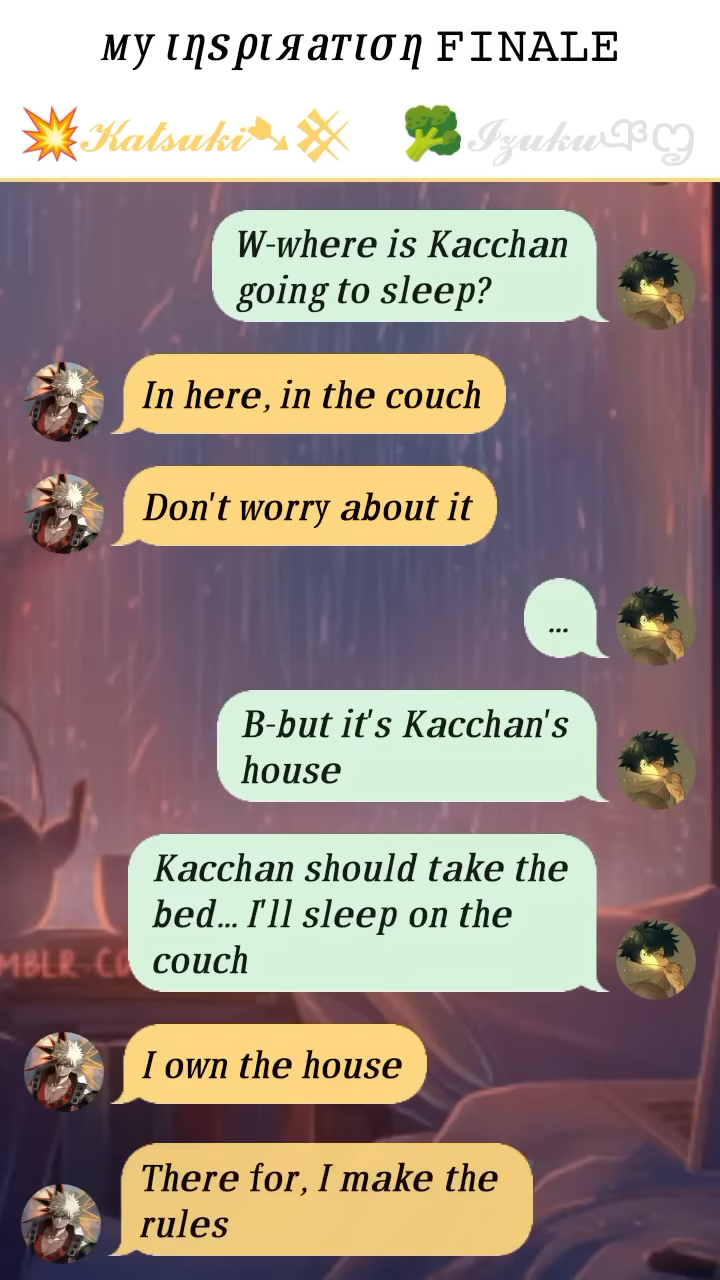 my inspiration FINALE
💥Katsuki 🥦Izuku
W-where is Kacchan
going to sleep?
In here, in the couch
Don't worry about it
...
B-but it's Kacchan's
house
Kacchan should take the
bed... I'll sleep on the
couch
MBLR CO
I own the house
There for, I make the
rules